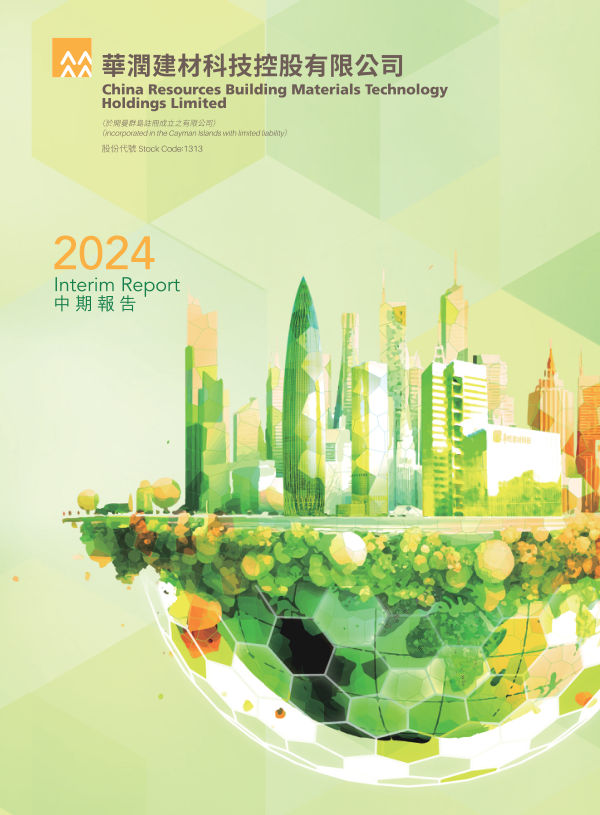 華潤建材科技控股有限公司
China Resources Building Materials Technology
Holdings Limited
(於開曼群島註冊成立之有限公司)
(incorporated in the Cayman Islands with limited liability)
股份代號 Stock Code:1313
2024
Interim Report
中期報告